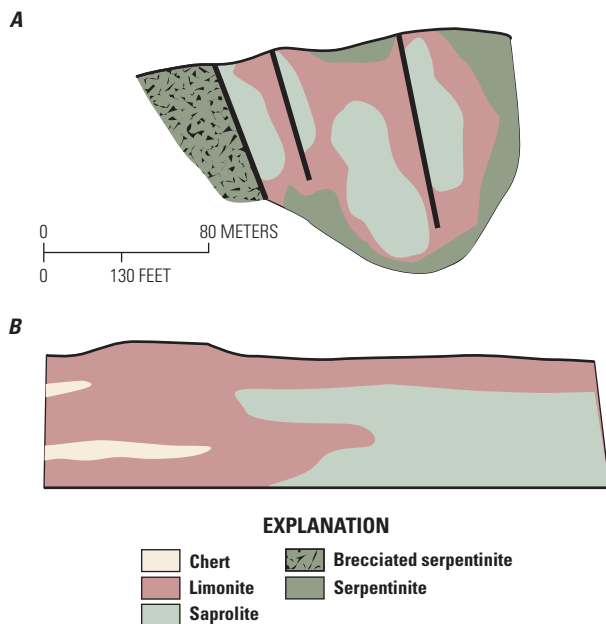 A
0 80 METERS
0 130 FEET
B
EXPLANATION
Chert
Limonite
Saprolite
Brecciated serpentinite
Serpentinite